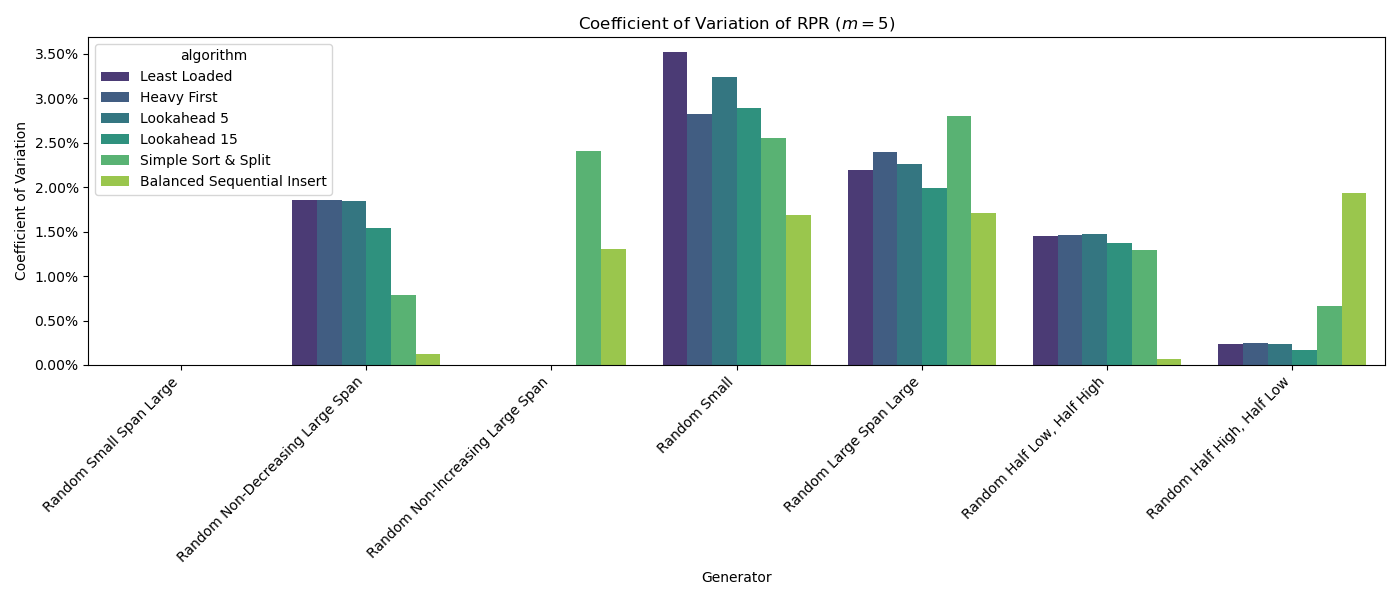 Coefficient of Variation of RPR (m = 5)
algorithm
Least Loaded
Heavy First
Lookahead 5
Lookahead 15
Simple Sort & Split
Balanced Sequential Insert
Coefficient of Variation
3.50%
3.00%
2.50%
2.00%
1.50%
1.00%
0.50%
0.00%
Random Small Span Large
Random Non-Decreasing Large Span
Random Non-Increasing Large Span
Random Small
Random Large Span Large
Random Half Low, Half High
Random Half High, Half Low
Generator